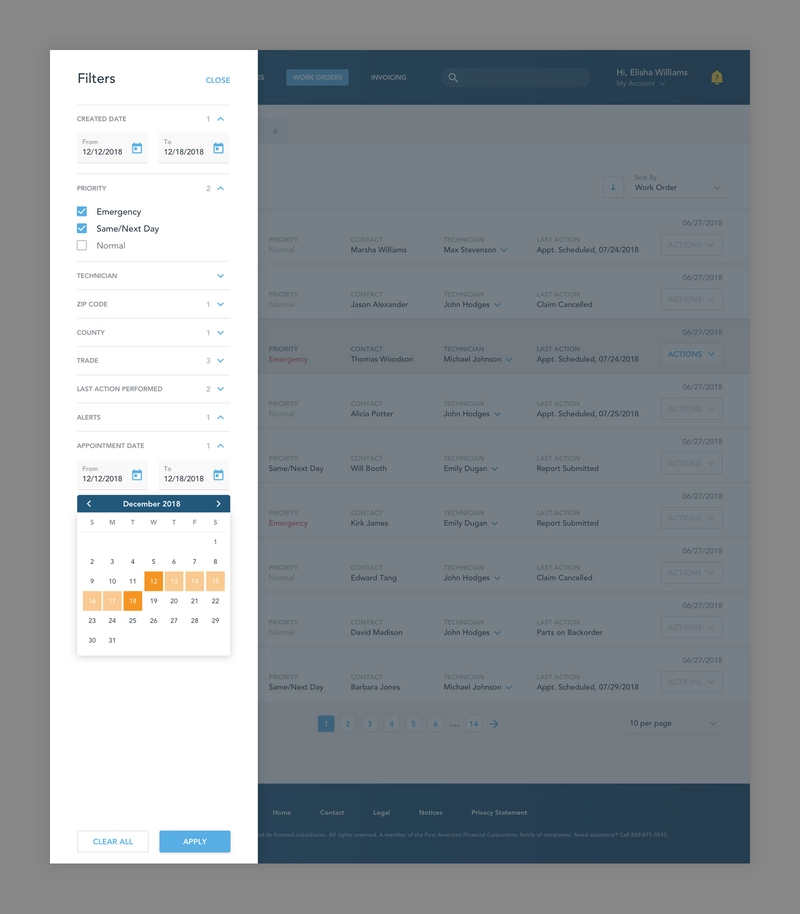 Filters
CLOSE
CREATED DATE 1
From
12/12/2018
To
12/18/2018
PRIORITY 2
Emergency
Same/Next Day
Normal
TECHNICIAN
ZIP CODE 1
COUNTY 1
TRADE 3
LAST ACTION PERFORMED 2
ALERTS 1
APPOINTMENT DATE 1
From
12/12/2018
To
12/18/2018
December 2018
S M T W T F S
1
2 3 4 5 6 7 8
9 10 11 12 13 14 15
16 17 18 19 20 21 22
23 24 25 26 27 28 29
30 31
CLEAR ALL
APPLY
WORK ORDERS
INVOICING
Hi, Elisha Williams
My Account
7
6
Sort By
Work Order
06/27/2018
PRIORITY CONTACT TECHNICIAN LAST ACTION
Normal Marsha Williams Max Stevenson Appt. Scheduled, 07/24/2018
ACTIONS
06/27/2018
PRIORITY CONTACT TECHNICIAN LAST ACTION
Normal Jason Alexander John Hodges Claim Cancelled
ACTIONS
06/27/2018
PRIORITY CONTACT TECHNICIAN LAST ACTION
Emergency Thomas Woodson Michael Johnson Appt. Scheduled, 07/24/2018
ACTIONS
06/27/2018
PRIORITY CONTACT TECHNICIAN LAST ACTION
Normal Alicia Potter John Hodges Appt. Scheduled, 07/25/2018
ACTIONS
06/27/2018
PRIORITY CONTACT TECHNICIAN LAST ACTION
Same/Next Day Will Booth Emily Dugan Report Submitted
ACTIONS
06/27/2018
PRIORITY CONTACT TECHNICIAN LAST ACTION
Emergency Kirk James Emily Dugan Report Submitted
ACTIONS
06/27/2018
PRIORITY CONTACT TECHNICIAN LAST ACTION
Normal Edward Tang John Hodges Claim Cancelled
ACTIONS
06/27/2018
PRIORITY CONTACT TECHNICIAN LAST ACTION
Normal David Madison John Hodges Parts on Backorder
ACTIONS
06/27/2018
PRIORITY CONTACT TECHNICIAN LAST ACTION
Same/Next Day Barbara Jones Michael Johnson Appt. Scheduled, 07/29/2018
ACTIONS
1 2 3 4 5 6 ... 14
10 per page
Home Contact Legal Notices Privacy Statement
its licensed subsidiaries. All rights reserved. A member of the First American Financial Corporation family of companies. Need assistance? Call